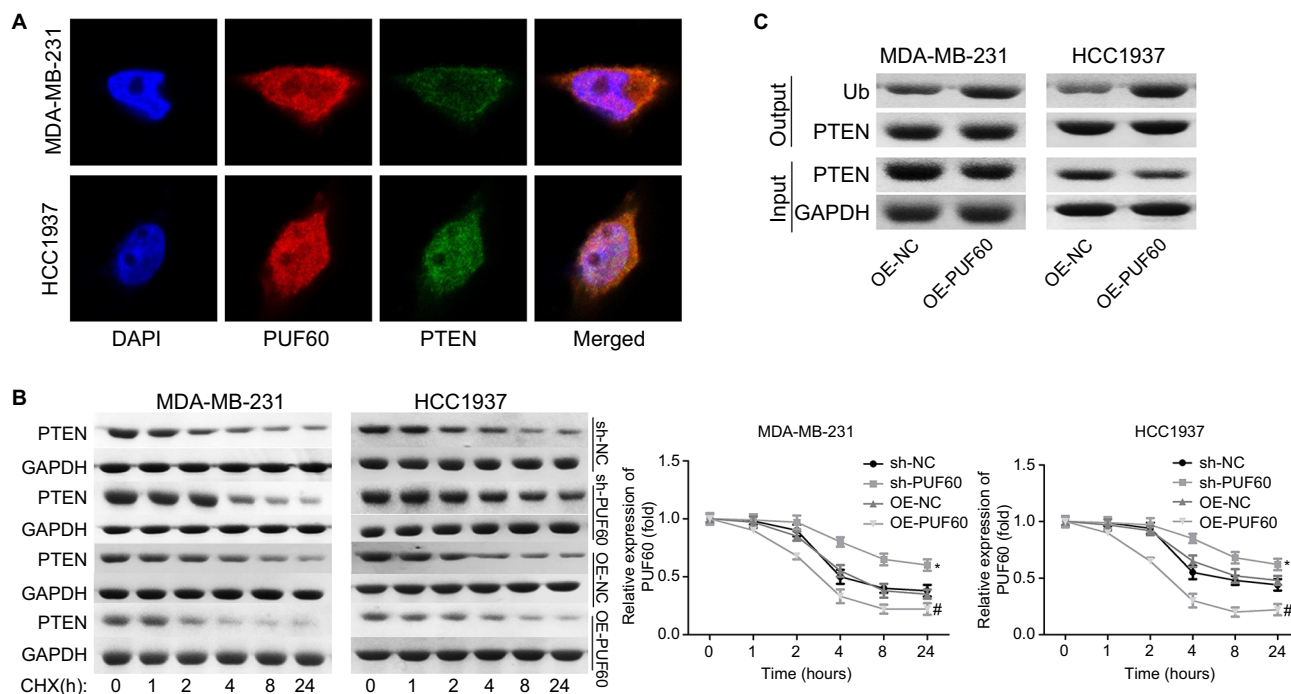 A
MDA-MB-231
HCC1937
DAPI PUF60 PTEN Merged
C
MDA-MB-231 HCC1937
Output
Ub
PTEN
Input
PTEN
GAPDH
OE-NC OE-PUF60 OE-NC OE-PUF60
B
MDA-MB-231 HCC1937
PTEN
GAPDH
sh-NC
PTEN
GAPDH
sh-PUF60
PTEN
GAPDH
OE-NC
PTEN
GAPDH
OE-PUF60
CHX(h): 0 1 2 4 8 24 0 1 2 4 8 24
MDA-MB-231
Relative expression of
PUF60 (fold)
1.5
1.0
0.5
0.0
sh-NC
sh-PUF60
OE-NC
OE-PUF60
*
#
0 1 2 4 8 24
Time (hours)
HCC1937
Relative expression of
PUF60 (fold)
1.5
1.0
0.5
0.0
sh-NC
sh-PUF60
OE-NC
OE-PUF60
*
#
0 1 2 4 8 24
Time (hours)